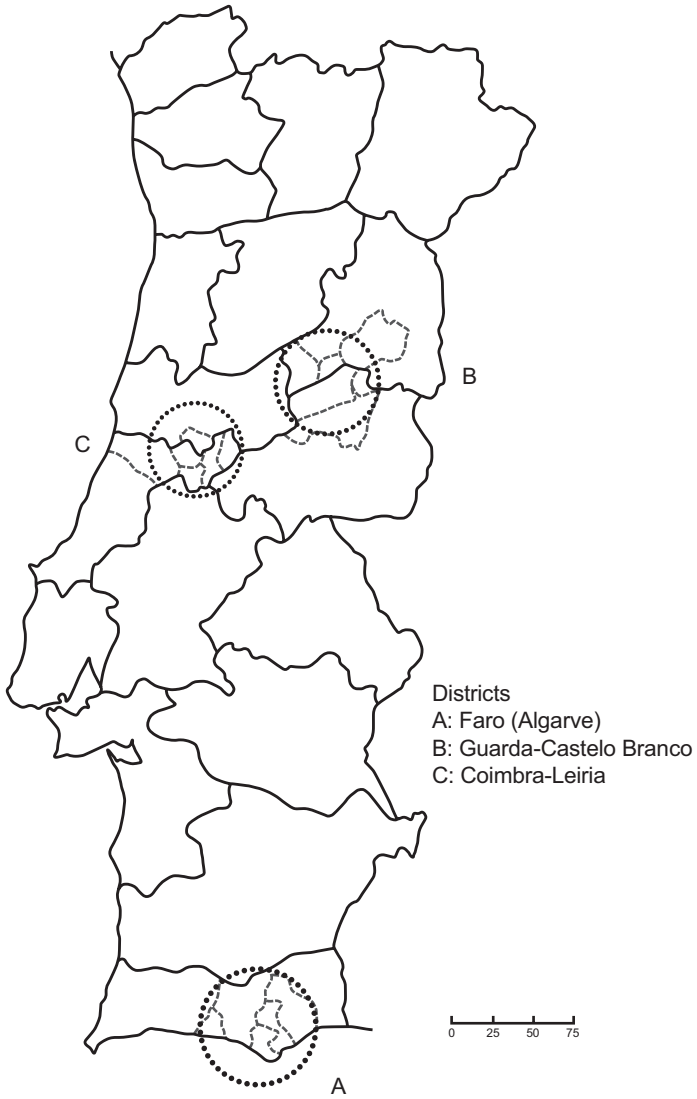 B
C
Districts
A: Faro (Algarve)
B: Guarda-Castelo Branco
C: Coimbra-Leiria
0 25 50 75
A